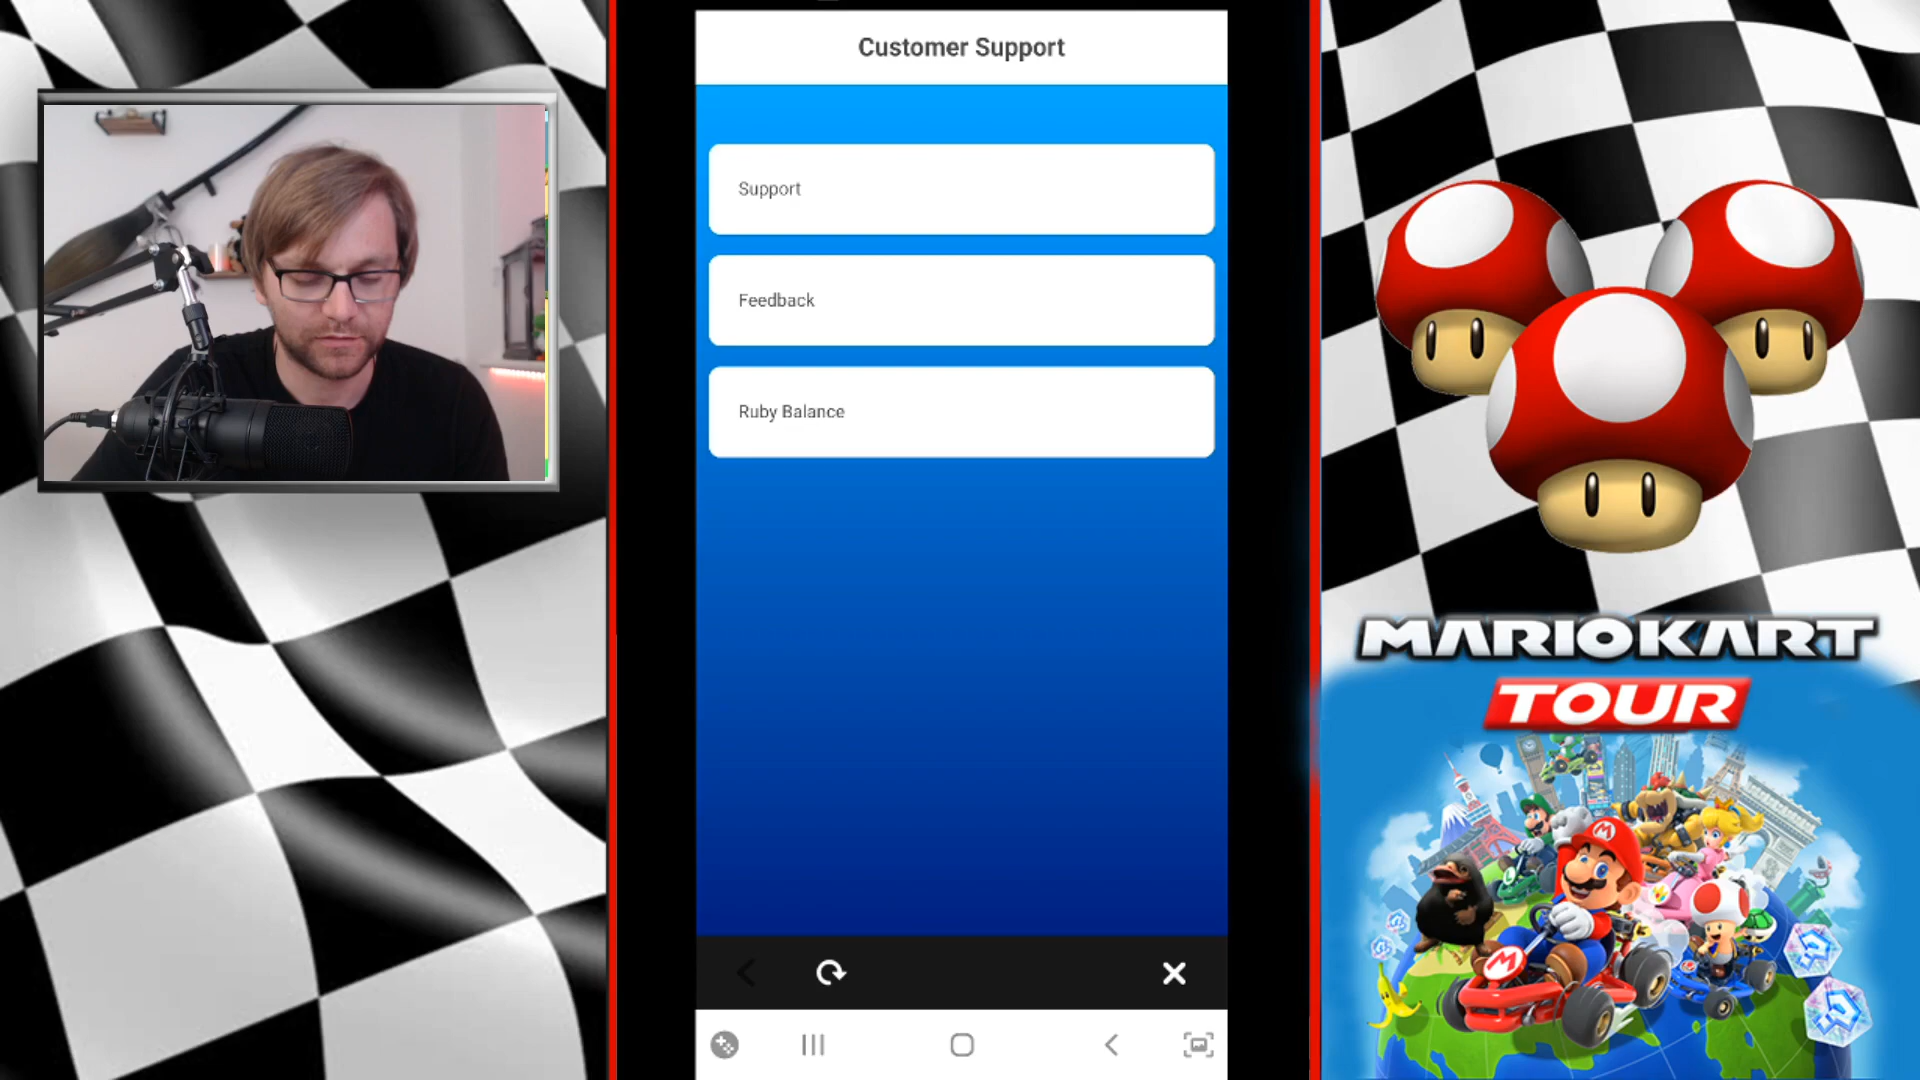 Customer Support
Support
Feedback
Ruby Balance
MARIOKART
TOUR
M
M